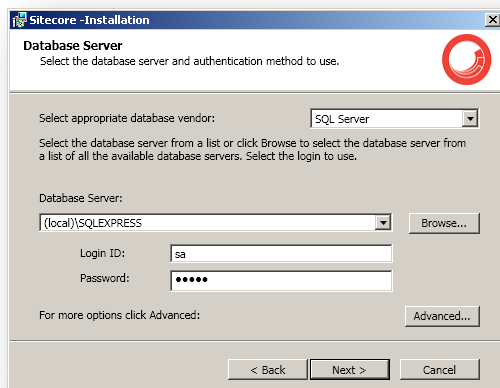 Sitecore -Installation
Database Server
Select the database server and authentication method to use.
Select appropriate database vendor:
SQL Server
Select the database server from a list or click Browse to select the database server from
a list of all the available database servers. Select the login to use.
Database Server:
(local)\SQLEXPRESS
Browse...
Login ID:
sa
Password:
●●●●●
For more options click Advanced:
Advanced...
< Back
Next >
Cancel